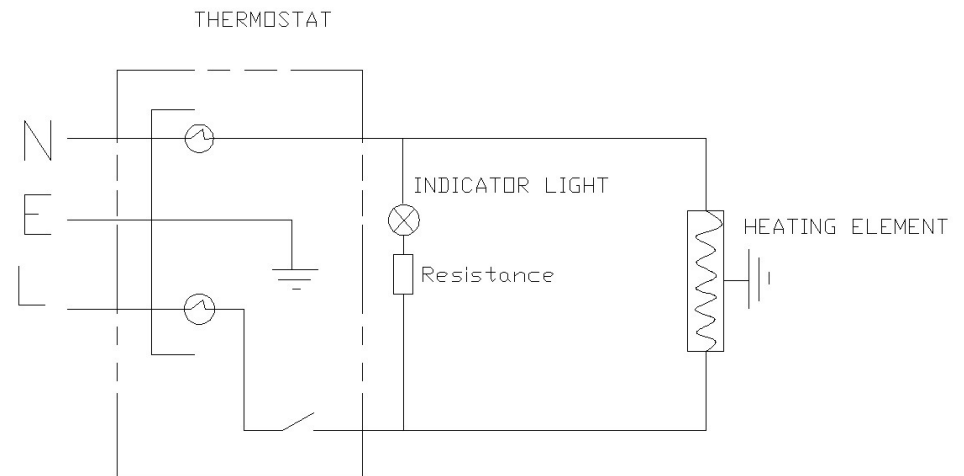 THERMOSTAT
N
INDICATOR LIGHT
E
HEATING ELEMENT
Resistance
L